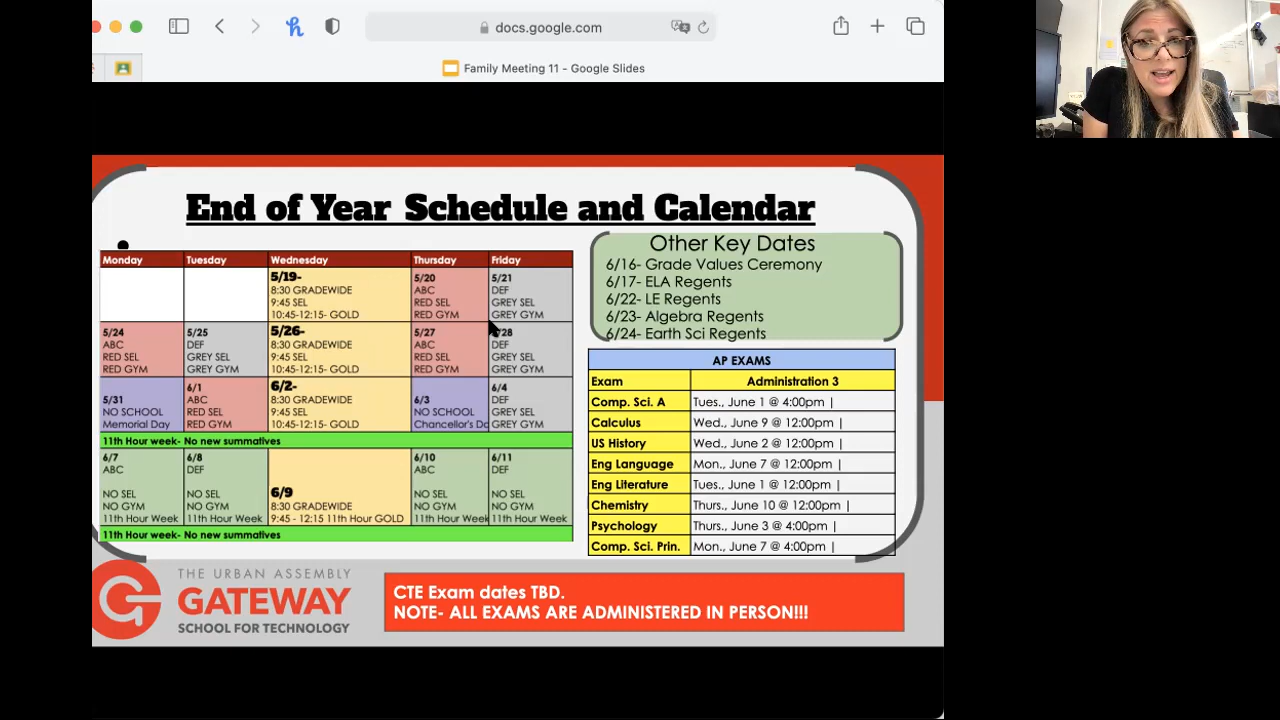 docs.google.com
Family Meeting 11 - Google Slides
End of Year Schedule and Calendar
Monday Tuesday Wednesday Thursday Friday
5/19-
8:30 GRADEWIDE
9:45 SEL
10:45-12:15- GOLD
5/20
ABC
RED SEL
RED GYM
5/21
DEF
GREY SEL
GREY GYM
5/24
ABC
RED SEL
RED GYM
5/25
DEF
GREY SEL
GREY GYM
5/26-
8:30 GRADEWIDE
9:45 SEL
10:45-12:15- GOLD
5/27
ABC
RED SEL
RED GYM
/28
DEF
GREY SEL
GREY GYM
5/31
NO SCHOOL
Memorial Day
6/1
ABC
RED SEL
RED GYM
6/2-
8:30 GRADEWIDE
9:45 SEL
10:45-12:15- GOLD
6/3
NO SCHOOL
Chancellor's Da
6/4
DEF
GREY SEL
GREY GYM
11th Hour week- No new summatives
6/7
ABC
NO SEL
NO GYM
11th Hour Week
6/8
DEF
NO SEL
NO GYM
11th Hour Week
6/9
8:30 GRADEWIDE
9:45 - 12:15 11th Hour GOLD
6/10
ABC
NO SEL
NO GYM
11th Hour Week
6/11
DEF
NO SEL
NO GYM
11th Hour Week
11th Hour week- No new summatives
Other Key Dates
6/16- Grade Values Ceremony
6/17- ELA Regents
6/22- LE Regents
6/23- Algebra Regents
6/24- Earth Sci Regents
AP EXAMS
Exam Administration 3
Comp. Sci. A Tues., June 1 @ 4:00pm |
Calculus Wed., June 9 @ 12:00pm |
US History Wed., June 2 @ 12:00pm |
Eng Language Mon., June 7 @ 12:00pm |
Eng Literature Tues., June 1 @ 12:00pm |
Chemistry Thurs., June 10 @ 12:00pm |
Psychology Thurs., June 3 @ 4:00pm |
Comp. Sci. Prin. Mon., June 7 @ 4:00pm |
THE URBAN ASSEMBLY
GATEWAY
SCHOOL FOR TECHNOLOGY
CTE Exam dates TBD.
NOTE- ALL EXAMS ARE ADMINISTERED IN PERSON!!!